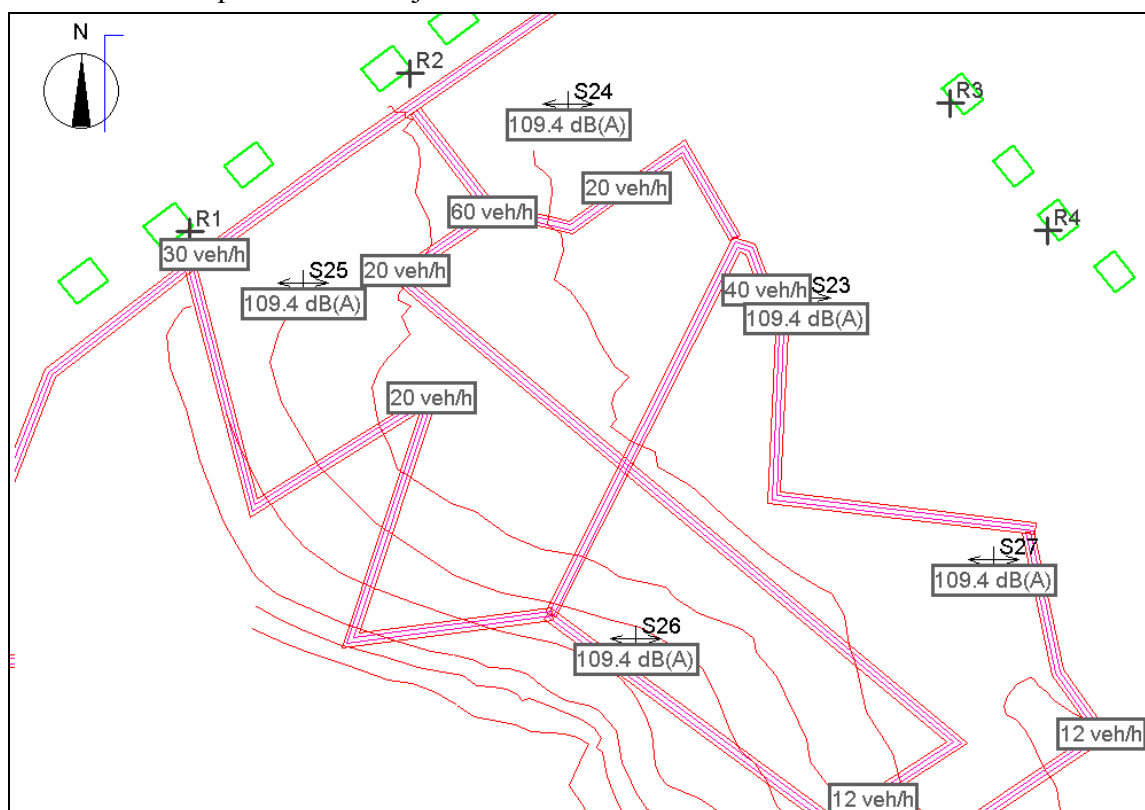 N
R2
S24
109.4 dB(A)
R3
20 veh/h
60 veh/h
R1
30 veh/h
R4
S25
109.4 dB(A)
20 veh/h
40 veh/h
S23
109.4 dB(A)
20 veh/h
S27
109.4 dB(A)
S26
109.4 dB(A)
12 veh/h
12 veh/h